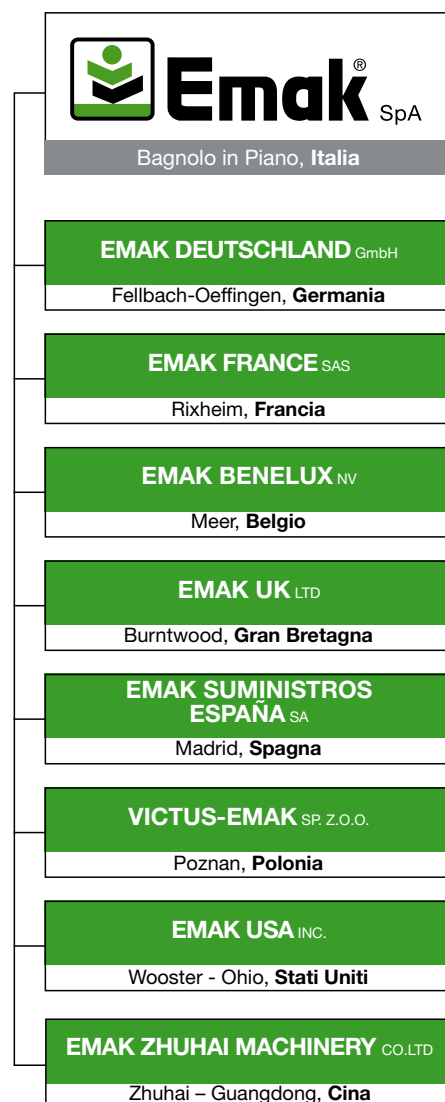 Emak® SpA
Bagnolo in Piano, Italia
EMAK DEUTSCHLAND GmbH
Fellbach-Oeffingen, Germania
EMAK FRANCE SAS
Rixheim, Francia
EMAK BENELUX NV
Meer, Belgio
EMAK UK LTD
Burntwood, Gran Bretagna
EMAK SUMINISTROS
ESPAÑA SA
Madrid, Spagna
VICTUS-EMAK SP. Z.O.O.
Poznan, Polonia
EMAK USA INC.
Wooster - Ohio, Stati Uniti
EMAK ZHUHAI MACHINERY CO.LTD
Zhuhai – Guangdong, Cina